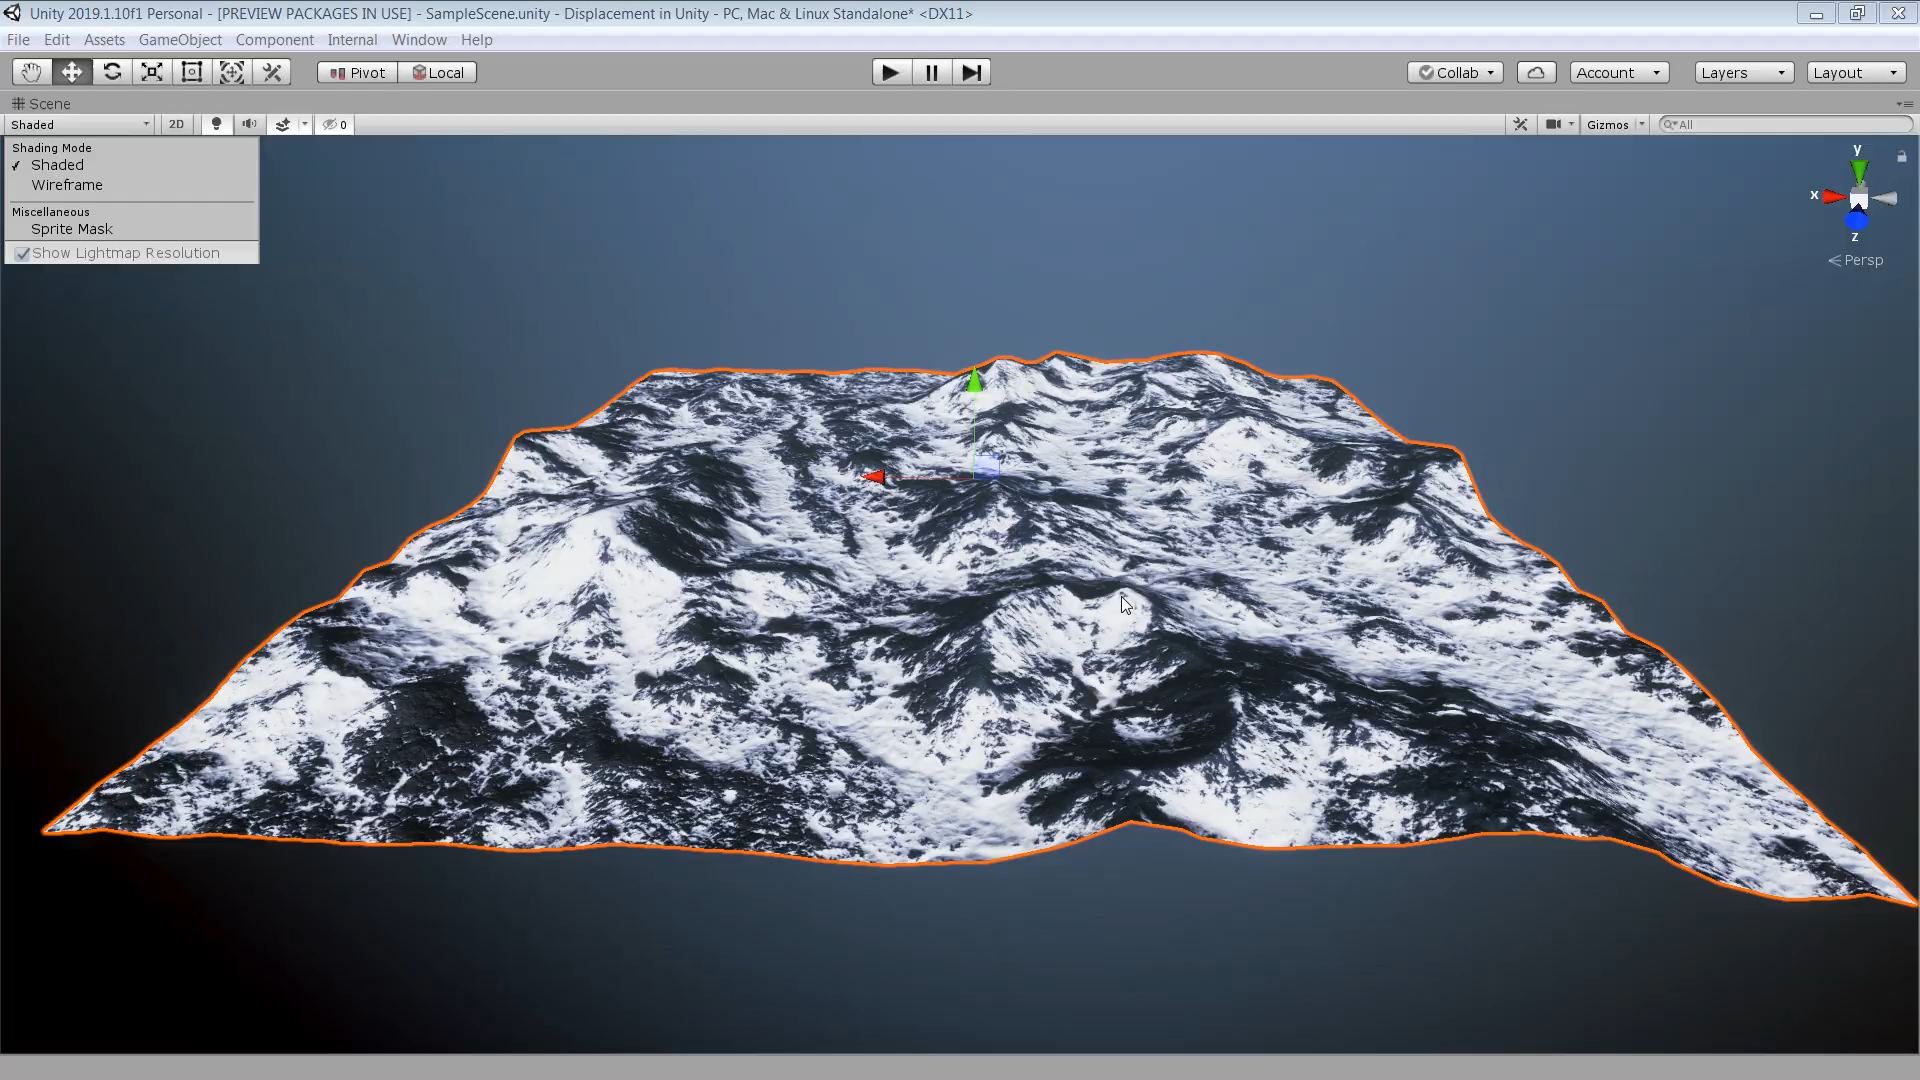 Unity 2019.1.10f1 Personal - [PREVIEW PACKAGES IN USE] - SampleScene.unity - Displacement in Unity - PC, Mac & Linux Standalone* <DX11>
File Edit Assets GameObject Component Internal Window Help
Pivot Local Collab Account Layers Layout
Scene
Shaded 2D 0 Gizmos All
Shading Mode
Shaded
Wireframe
Miscellaneous
Sprite Mask
Show Lightmap Resolution
y
x
z
Persp